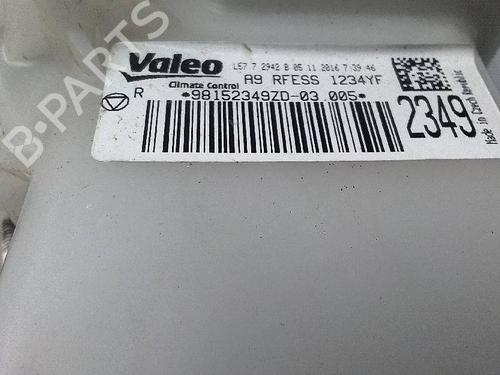 Valeo
Climate Control
L57 7 2942 B 05.11 2016 7:39:46
A9 RFESS 1234YF
R
*98152349ZD-03.005*
2349
Made in Czech Republic
B-PARTS